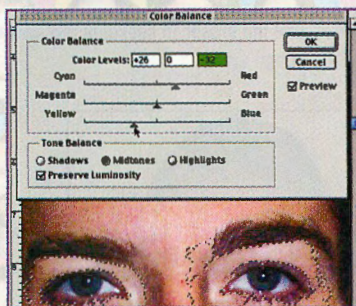 Color Balance
Color Balance
OK
Color Levels: +26 0 -32
Cancel
Cyan Red
Preview
Magenta Green
Yellow Blue
Tone Balance
Shadows Midtones Highlights
Preserve Luminosity